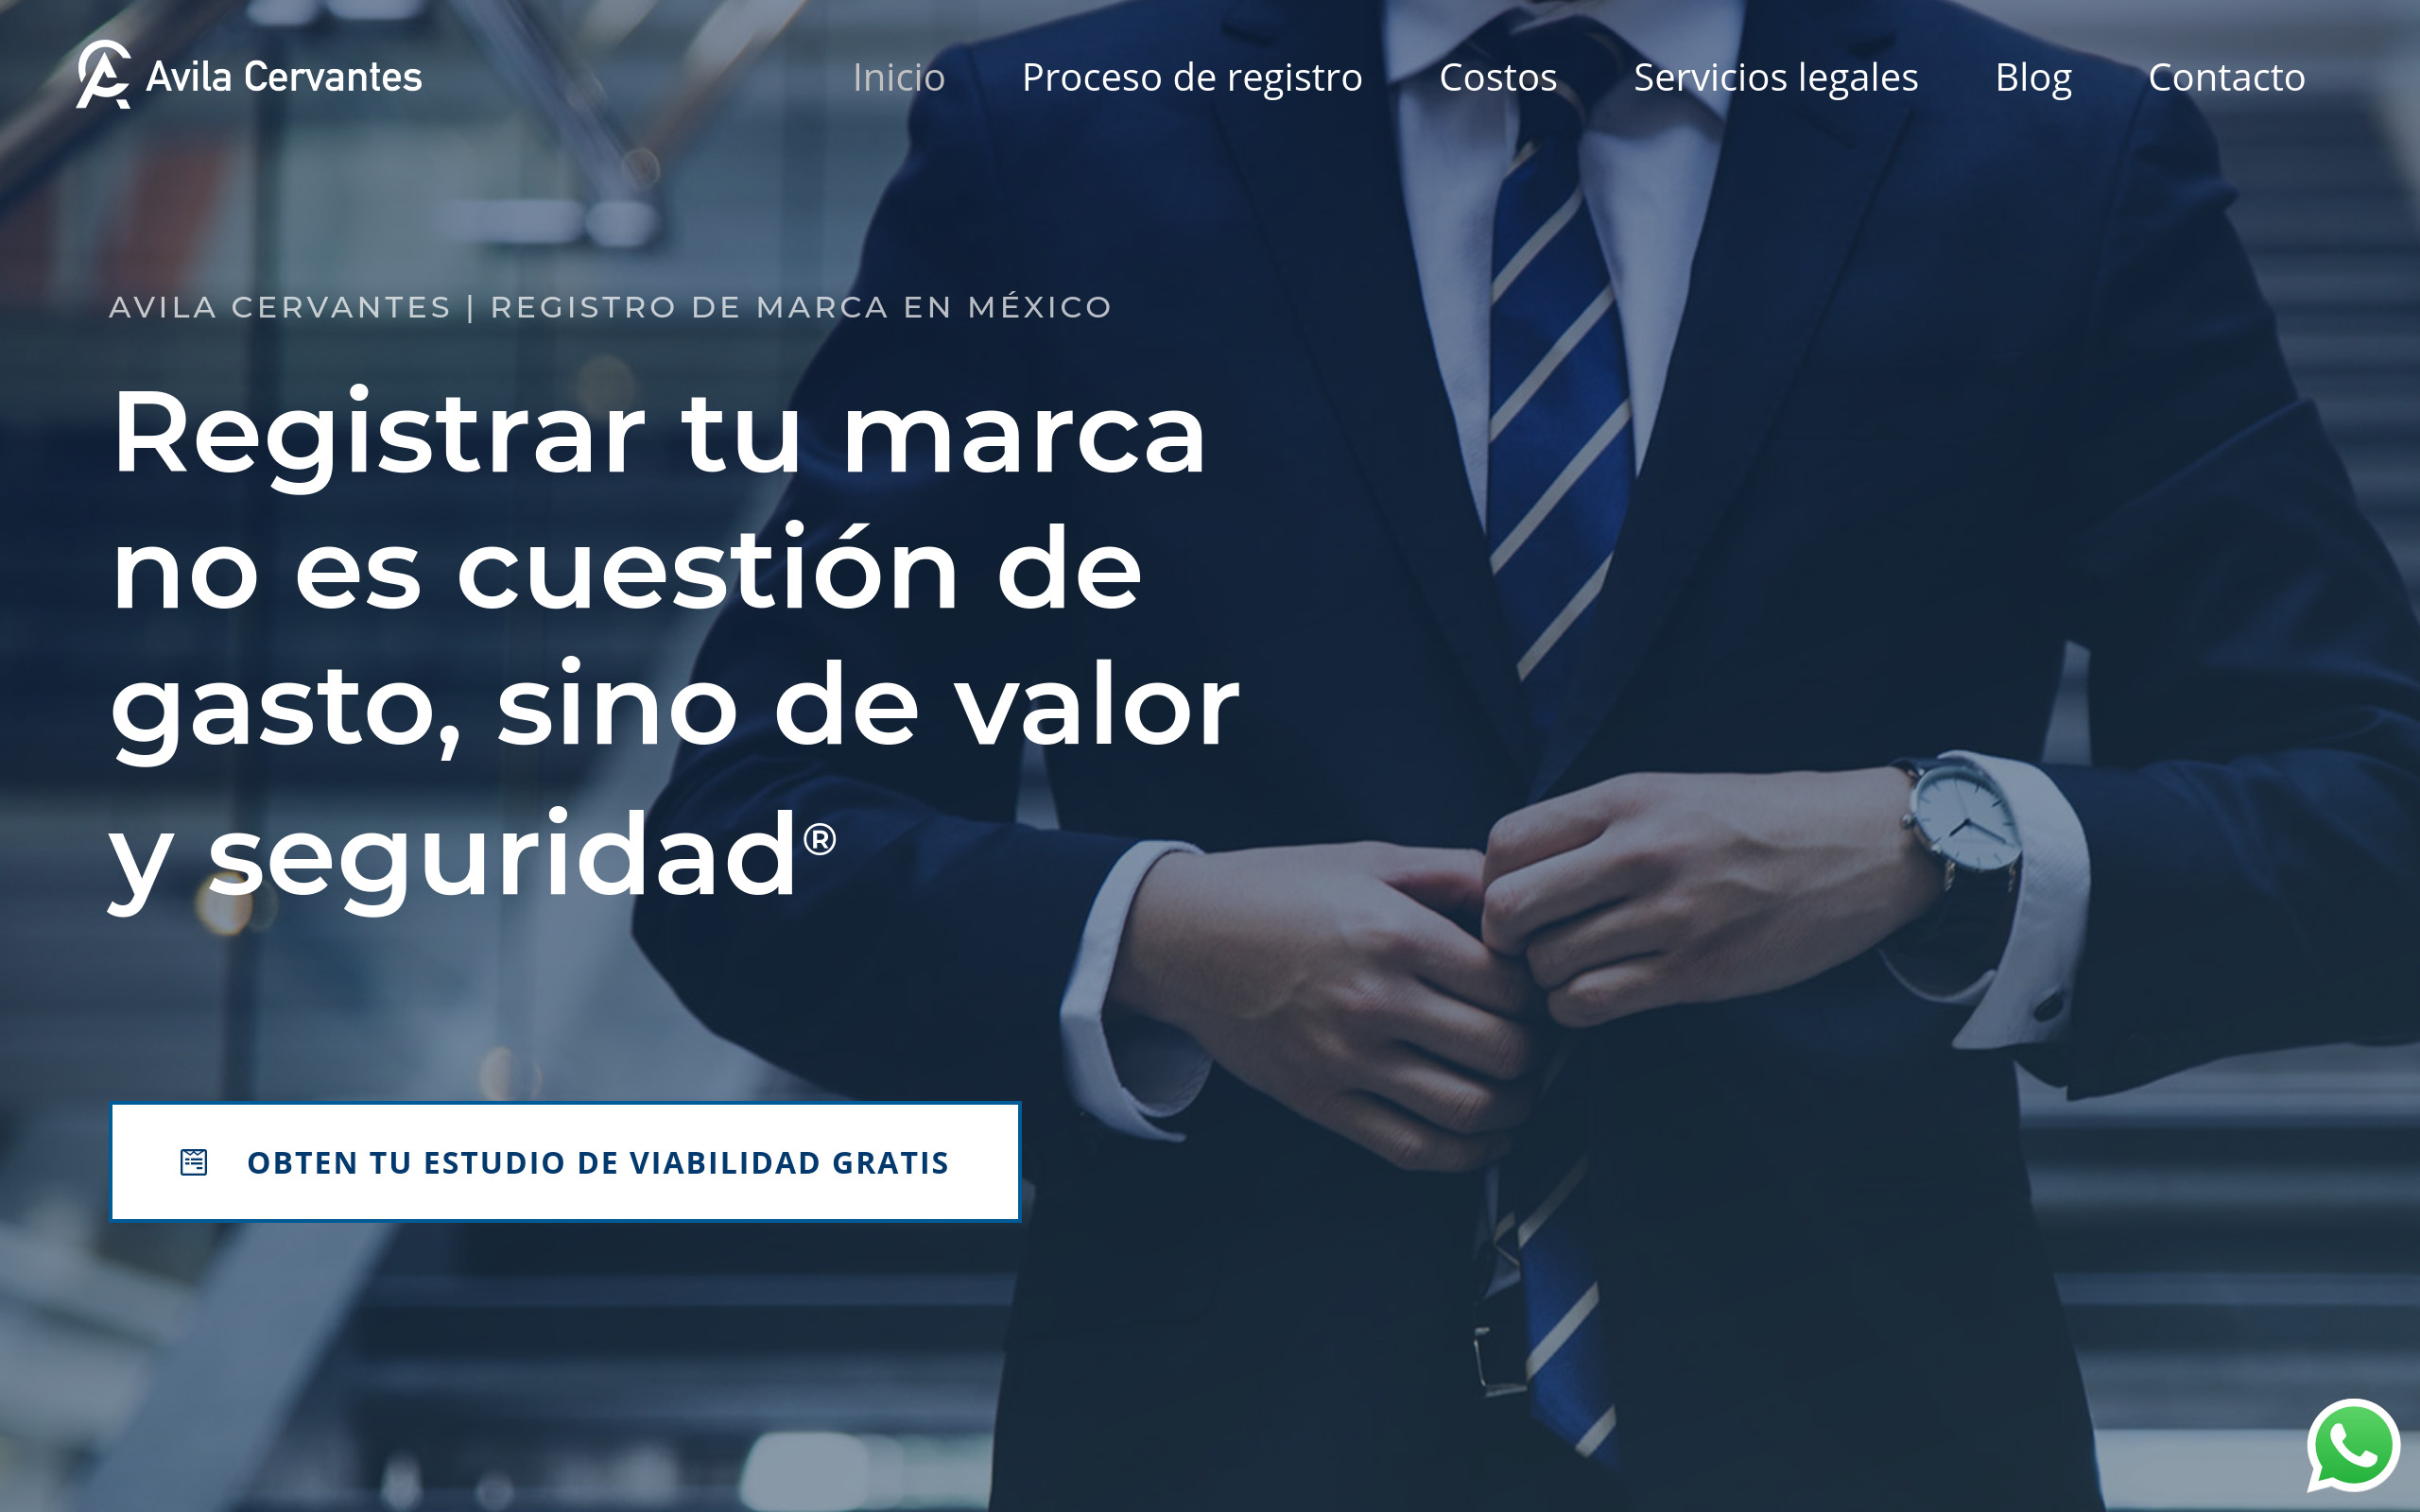 Avila Cervantes
Inicio
Proceso de registro
Costos
Servicios legales
Blog
Contacto
AVILA CERVANTES | REGISTRO DE MARCA EN MÉXICO
Registrar tu marca
no es cuestión de
gasto, sino de valor
y seguridad®
OBTEN TU ESTUDIO DE VIABILIDAD GRATIS